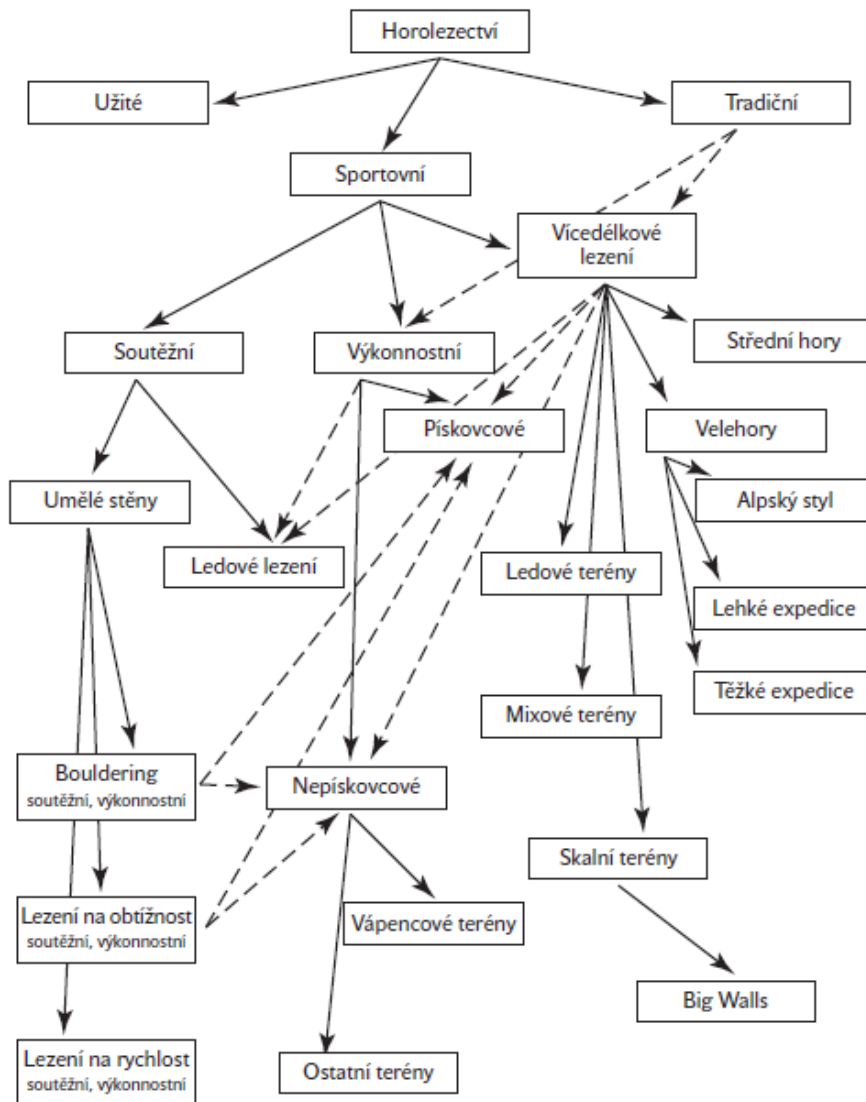 Horolezectví
Užité
Tradiční
Sportovní
Vícedélkové
lezení
Soutěžní
Výkonnostní
Střední hory
Pískovcové
Velehory
Umělé stěny
Alpský styl
Ledové lezení
Ledové terény
Lehké expedice
Těžké expedice
Mixové terény
Bouldering
soutěžní, výkonnostní
Nepískovcové
Skalní terény
Lezení na obtížnost
soutěžní, výkonnostní
Vápencové terény
Big Walls
Lezení na rychlost
soutěžní, výkonnostní
Ostatní terény